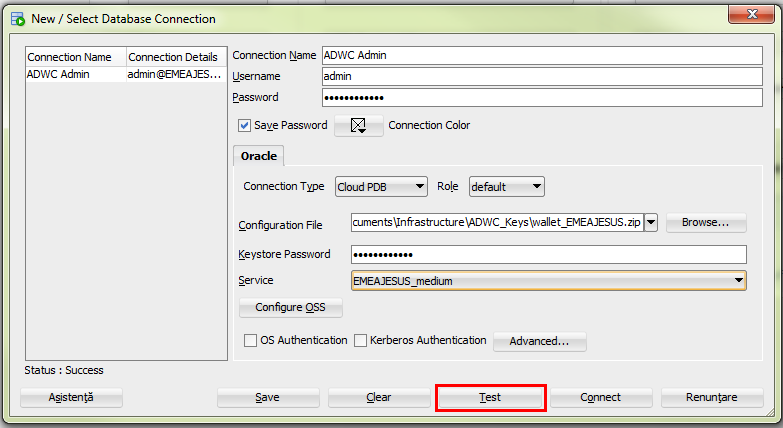 New / Select Database Connection
Connection Name Connection Details
ADWC Admin admin@EMEAJES...
Connection Name ADWC Admin
Username admin
Password ••••••••••••
Save Password Connection Color
Oracle
Connection Type Cloud PDB Role default
Configuration File cuments\Infrastructure\ADWC_Keys\wallet_EMEAJESUS.zip Browse...
Keystore Password ••••••••••••
Service EMEAJESUS_medium
Configure OSS
OS Authentication Kerberos Authentication Advanced...
Status : Success
Asistență Save Clear Test Connect Renunțare